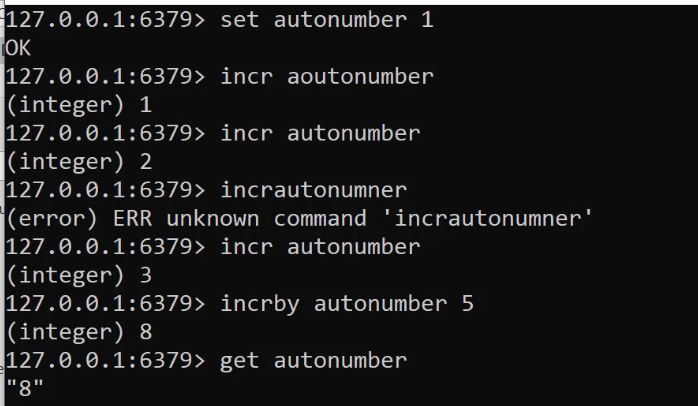 127.0.0.1:6379> set autonumber 1
OK
127.0.0.1:6379> incr aoutonumber
(integer) 1
127.0.0.1:6379> incr autonumber
(integer) 2
127.0.0.1:6379> incrautonumner
(error) ERR unknown command 'incrautonumner'
127.0.0.1:6379> incr autonumber
(integer) 3
127.0.0.1:6379> incrby autonumber 5
(integer) 8
127.0.0.1:6379> get autonumber
"8"